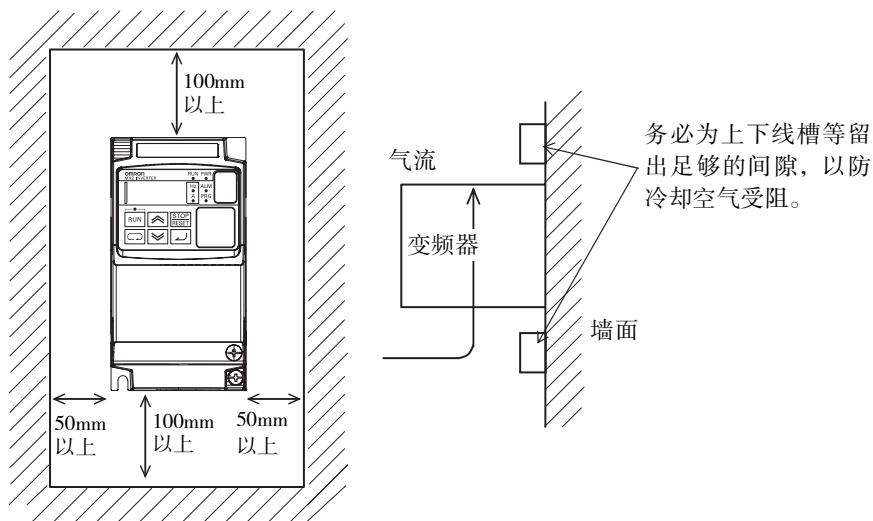 100mm
以上
OMRON
MX2 INVERTER
RUN PWR
Hz ALM
A PRG
RUN
STOP
RESET
50mm
以上
100mm
以上
50mm
以上
气流
变频器
务必为上下线槽等留
出足够的间隙，以防
冷却空气受阻。
墙面